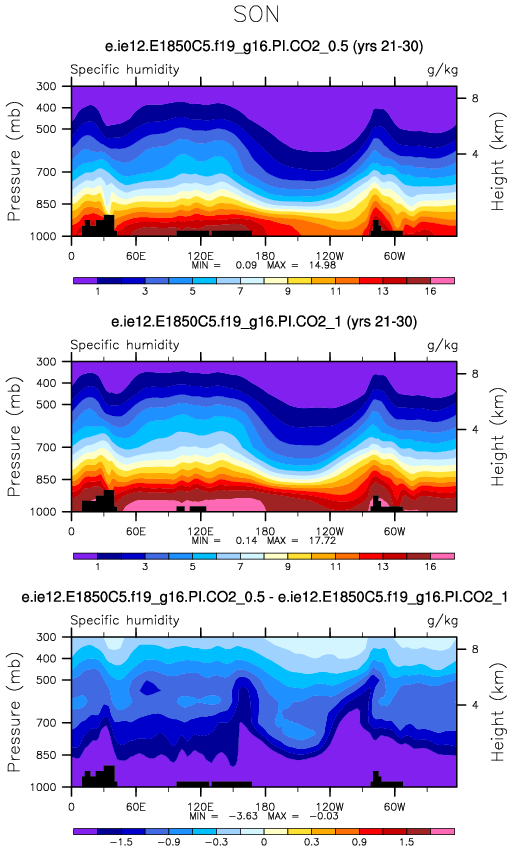 SON
e.ie12.E1850C5.f19_g16.PI.CO2_0.5 (yrs 21-30)
Specific humidity g/kg
300
400
500
700
850
1000
Pressure (mb)
8
4
Height (km)
0 60E 120E 180 120W 60W
MIN = 0.09 MAX = 14.98
1 3 5 7 9 11 13 16
e.ie12.E1850C5.f19_g16.PI.CO2_1 (yrs 21-30)
Specific humidity g/kg
300
400
500
700
850
1000
Pressure (mb)
8
4
Height (km)
0 60E 120E 180 120W 60W
MIN = 0.14 MAX = 17.72
1 3 5 7 9 11 13 16
e.ie12.E1850C5.f19_g16.PI.CO2_0.5 - e.ie12.E1850C5.f19_g16.PI.CO2_1
Specific humidity g/kg
300
400
500
700
850
1000
Pressure (mb)
8
4
Height (km)
0 60E 120E 180 120W 60W
MIN = −3.63 MAX = −0.03
−1.5 −0.9 −0.3 0 0.3 0.9 1.5